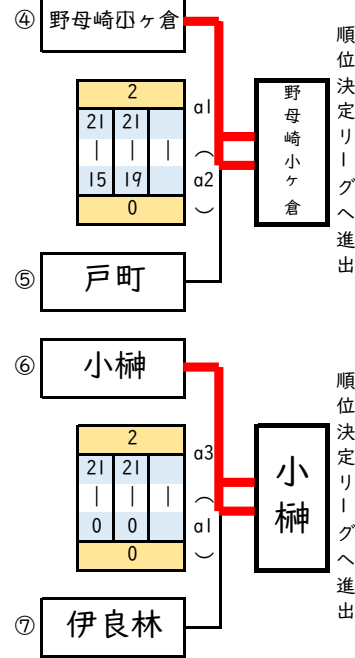 ④ 野母崎小ヶ倉
2
21 21
| | |
15 19
0
a1
(a2)
野母崎小ヶ倉
順位決定リーグへ進出
⑤ 戸町
⑥ 小榊
2
21 21
| | |
0 0
0
a3
(a1)
小榊
順位決定リーグへ進出
⑦ 伊良林